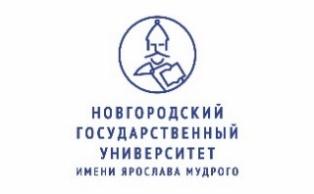 НОВГОРОДСКИЙ
ГОСУДАРСТВЕННЫЙ
УНИВЕРСИТЕТ
ИМЕНИ ЯРОСЛАВА МУДРОГО